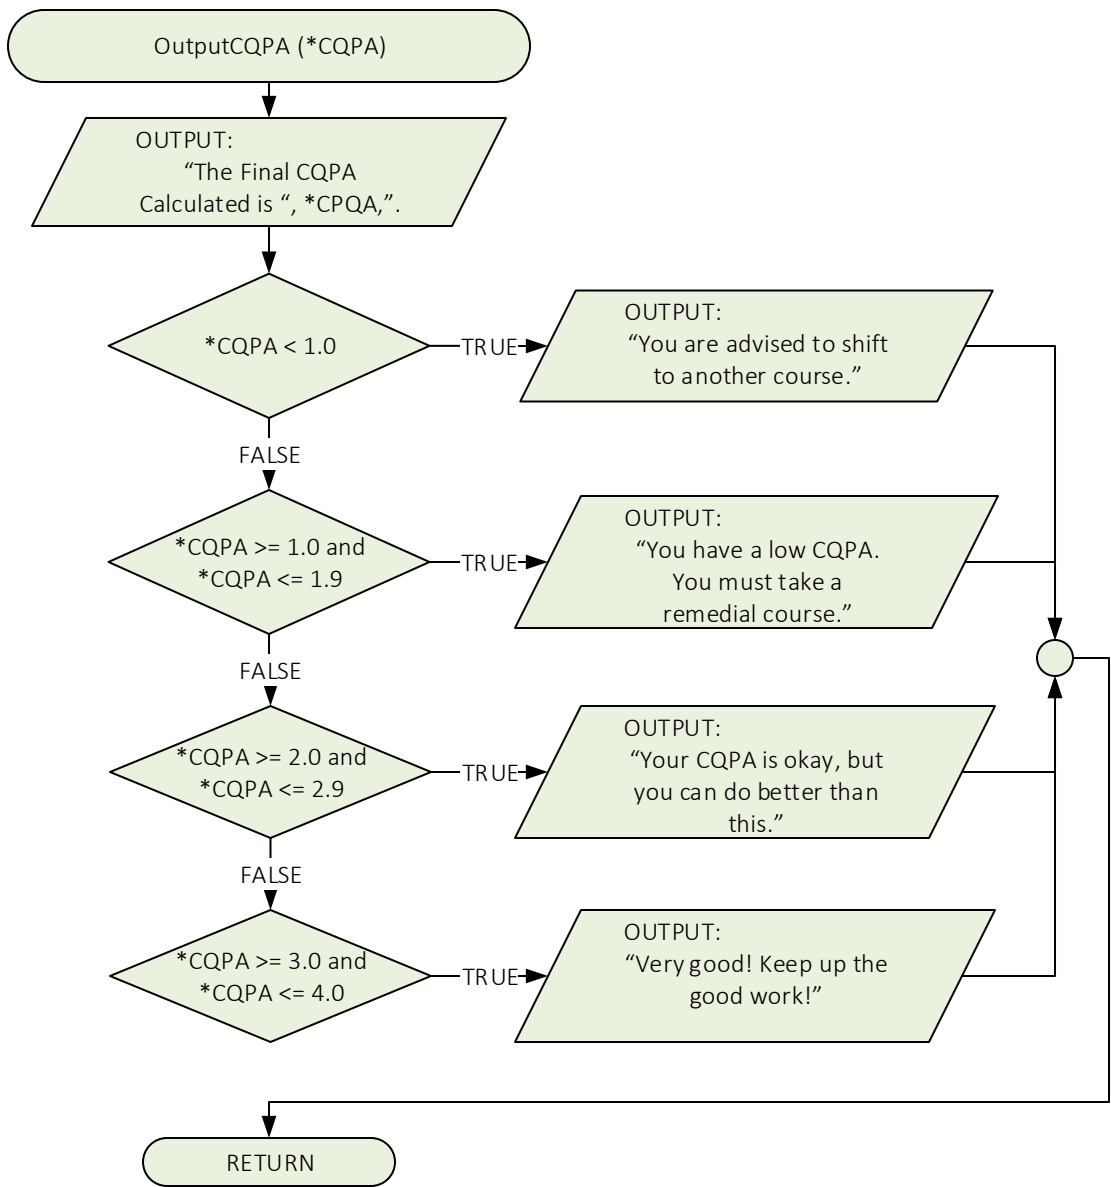 OutputCQPA (*CQPA)
OUTPUT:
“The Final CQPA
Calculated is “, *CPQA,”.
*CQPA < 1.0
TRUE
OUTPUT:
“You are advised to shift
to another course.”
FALSE
*CQPA >= 1.0 and
*CQPA <= 1.9
TRUE
OUTPUT:
“You have a low CQPA.
You must take a
remedial course.”
FALSE
*CQPA >= 2.0 and
*CQPA <= 2.9
TRUE
OUTPUT:
“Your CQPA is okay, but
you can do better than
this.”
FALSE
*CQPA >= 3.0 and
*CQPA <= 4.0
TRUE
OUTPUT:
“Very good! Keep up the
good work!”
RETURN